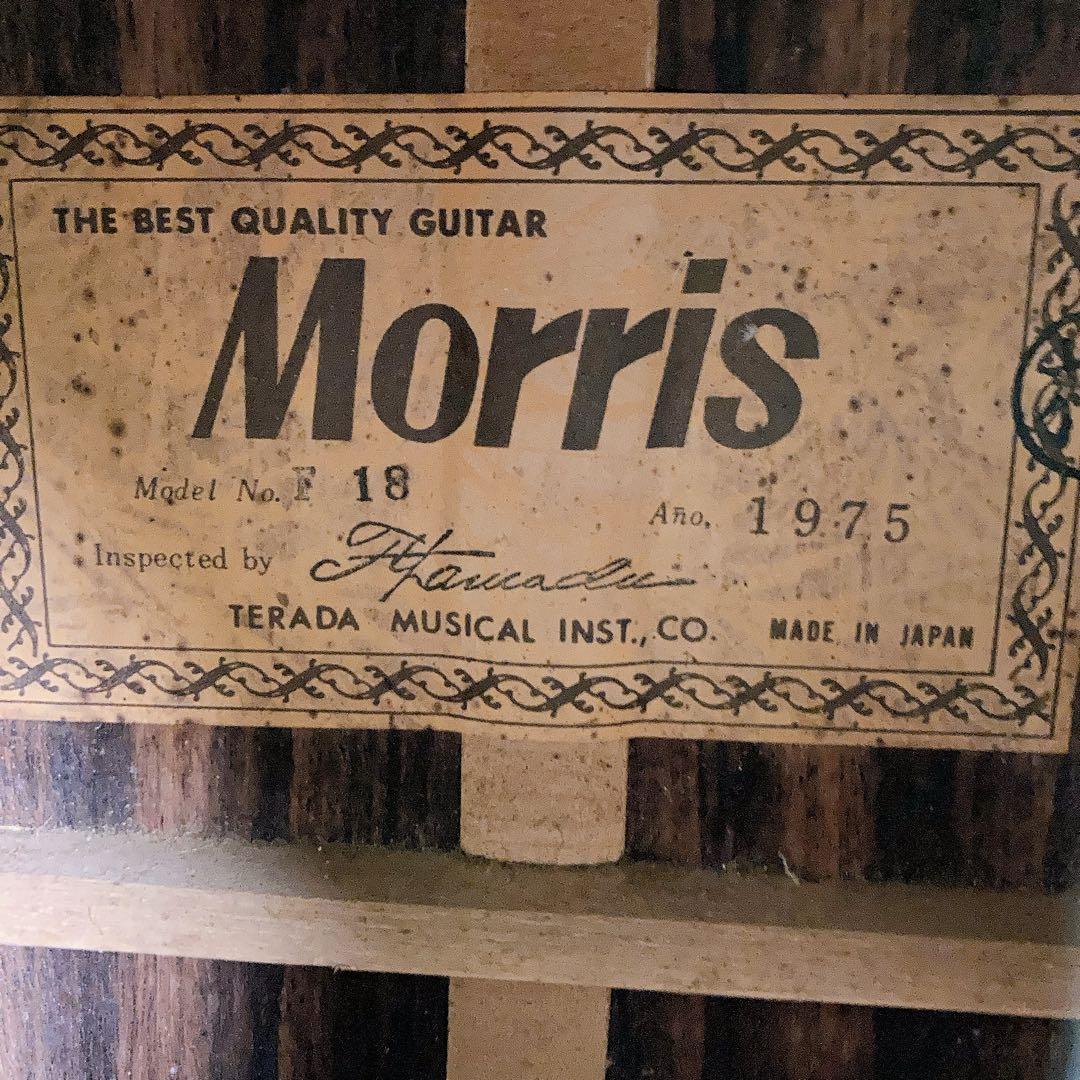 THE BEST QUALITY GUITAR
Morris
Model No. F 18
Año. 1975
Inspected by
TERADA MUSICAL INST., CO. MADE IN JAPAN